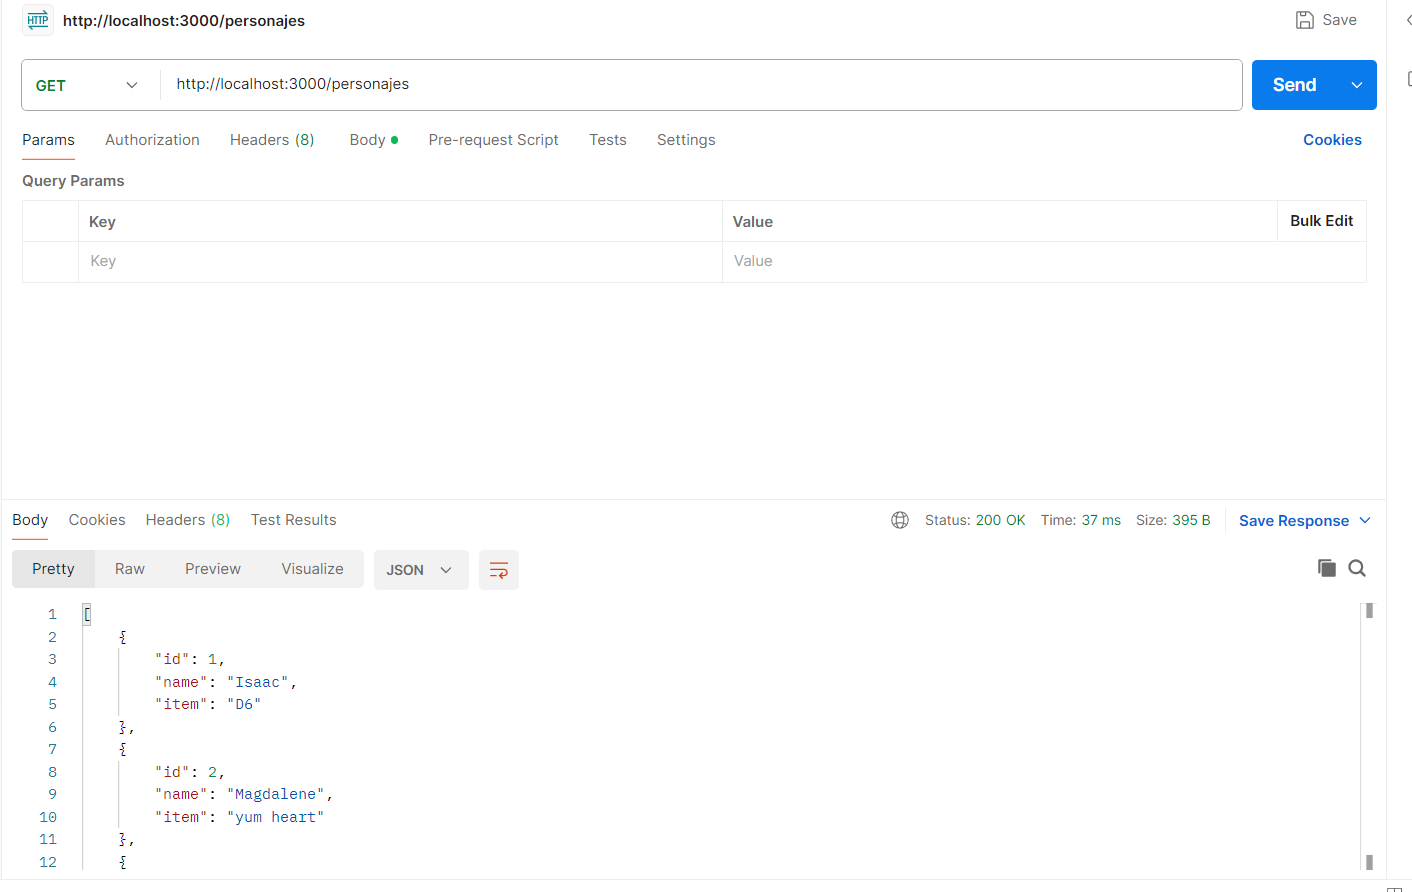 HTTP http://localhost:3000/personajes
Save
GET http://localhost:3000/personajes
Send
Params Authorization Headers (8) Body Pre-request Script Tests Settings Cookies
Query Params
Key Value Bulk Edit
Key Value
Body Cookies Headers (8) Test Results Status: 200 OK Time: 37 ms Size: 395 B Save Response
Pretty Raw Preview Visualize JSON
1 [
2 {
3 "id": 1,
4 "name": "Isaac",
5 "item": "D6"
6 },
7 {
8 "id": 2,
9 "name": "Magdalene",
10 "item": "yum heart"
11 },
12 {